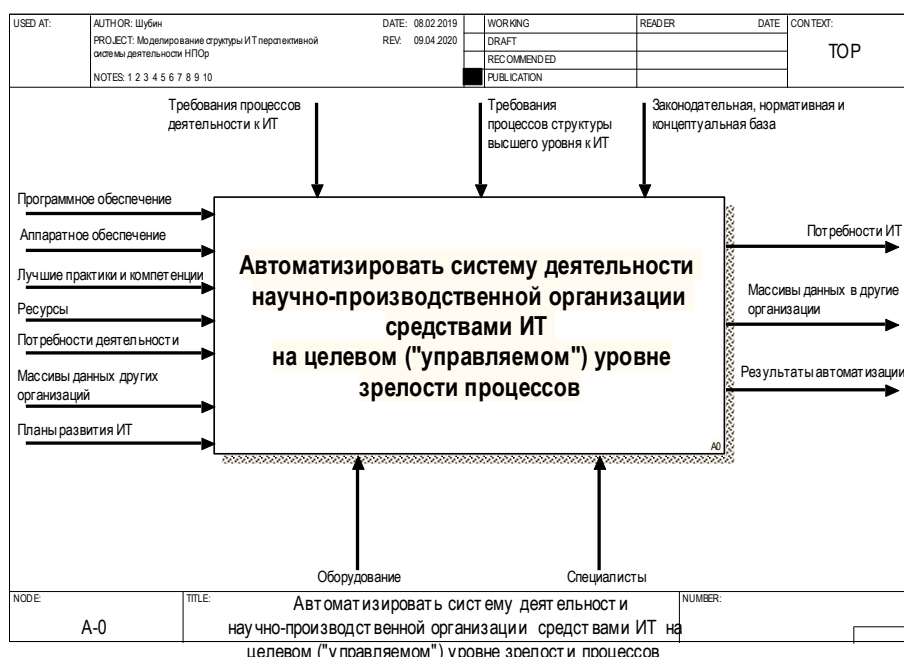 USED AT:
AUTHOR: Шубин
DATE: 08.02.2019
WORKING
READER
DATE
CONTEXT:
PROJECT: Моделирование структуры ИТ перспективной
системы деятельности НПОр
REV: 09.04.2020
DRAFT
TOP
RECOMMENDED
NOTES: 1 2 3 4 5 6 7 8 9 10
PUBLICATION
Требования процессов
деятельности к ИТ
Требования
процессов структуры
высшего уровня к ИТ
Законодательная, нормативная и
концептуальная база
Программное обеспечение
Аппаратное обеспечение
Лучшие практики и компетенции
Ресурсы
Потребности деятельности
Массивы данных других
организаций
Планы развития ИТ
Автоматизировать систему деятельности
научно-производственной организации
средствами ИТ
на целевом ("управляемом") уровне
зрелости процессов
A0
Потребности ИТ
Массивы данных в другие
организации
Результаты автоматизации
Оборудование
Специалисты
NODE:
A-0
TITLE:
Автоматизировать систему деятельности
научно-производственной организации средствами ИТ на
целевом ("управляемом") уровне зрелости процессов
NUMBER: